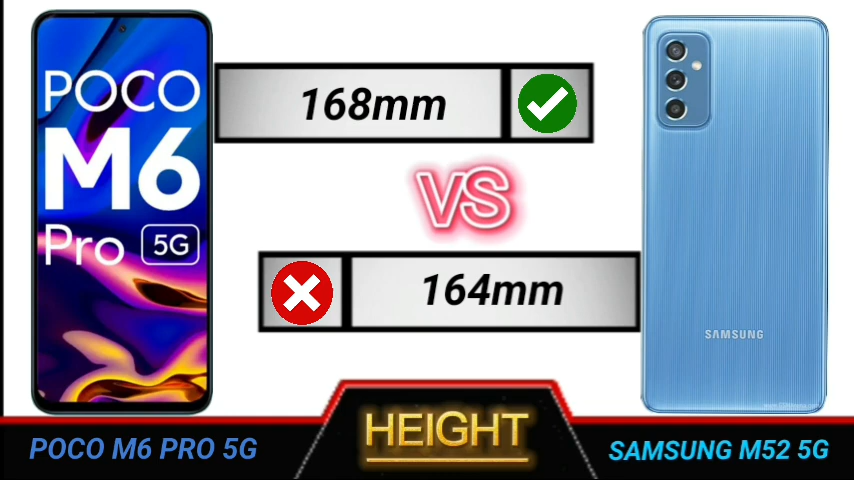 POCO
M6
Pro 5G
168mm
VS
164mm
SAMSUNG
HEIGHT
POCO M6 PRO 5G
SAMSUNG M52 5G